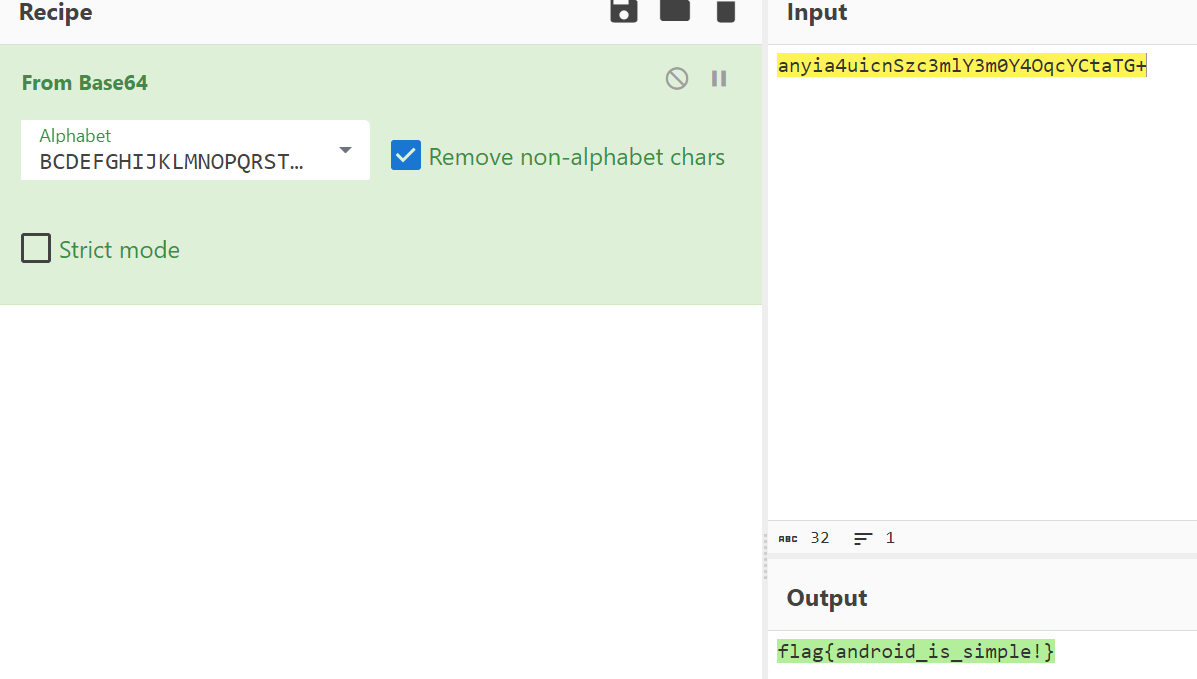 Recipe
From Base64
Alphabet
BCDEFGHIJKLMNOPQRST…
Remove non-alphabet chars
Strict mode
Input
anyia4uicnSzc3mlY3m0Y4OqcYCtaTG+
ABC 32 1
Output
flag{android_is_simple!}